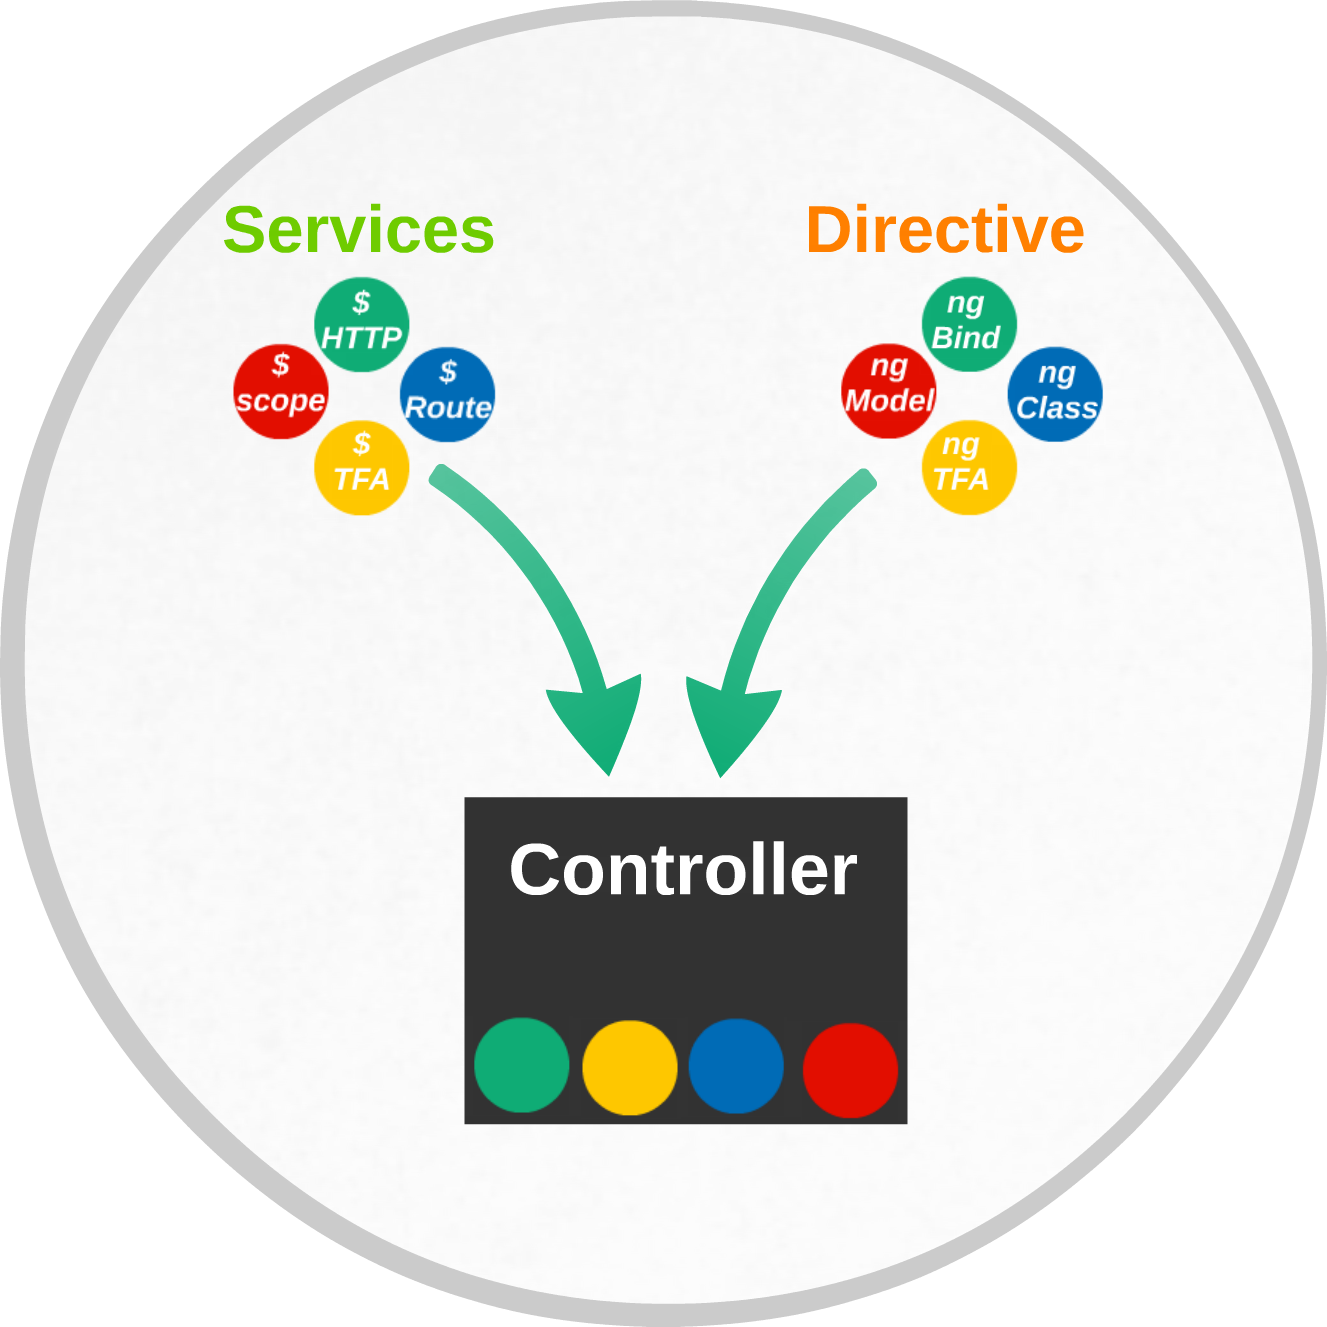 Services
$
HTTP
$
scope
$
Route
$
TFA
Directive
ng
Bind
ng
Model
ng
Class
ng
TFA
Controller